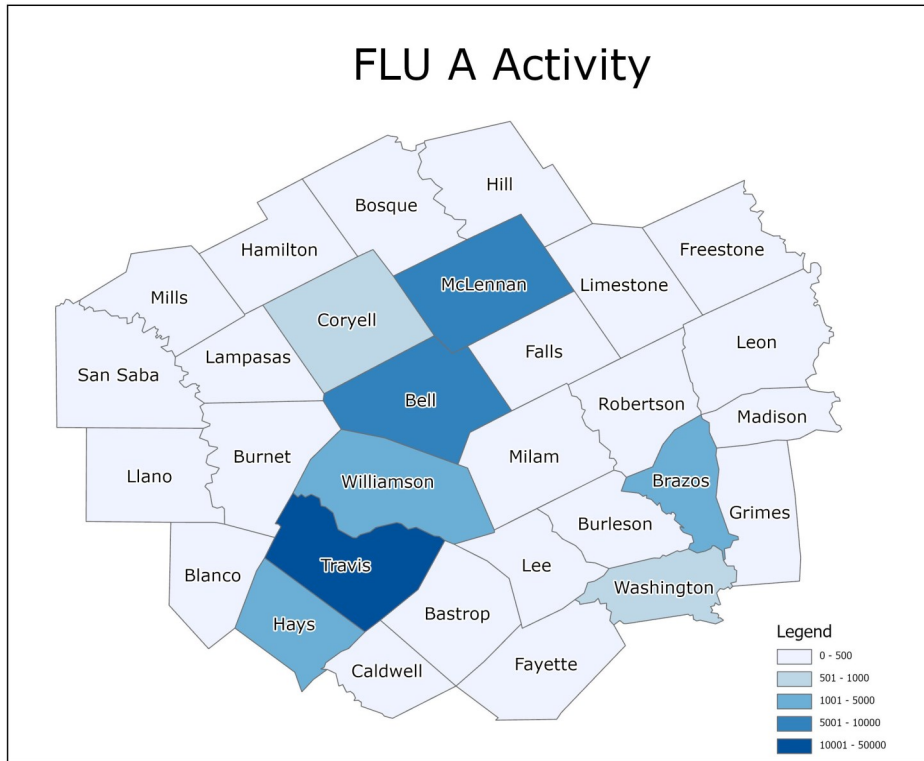 FLU A Activity
Hill
Bosque
Freestone
Hamilton
McLennan
Limestone
Mills
Coryell
Leon
Falls
Lampasas
San Saba
Bell
Robertson
Madison
Burnet
Milam
Llano
Williamson
Brazos
Grimes
Burleson
Travis
Lee
Blanco
Washington
Bastrop
Hays
Fayette
Caldwell
Legend
0 - 500
501 - 1000
1001 - 5000
5001 - 10000
10001 - 50000